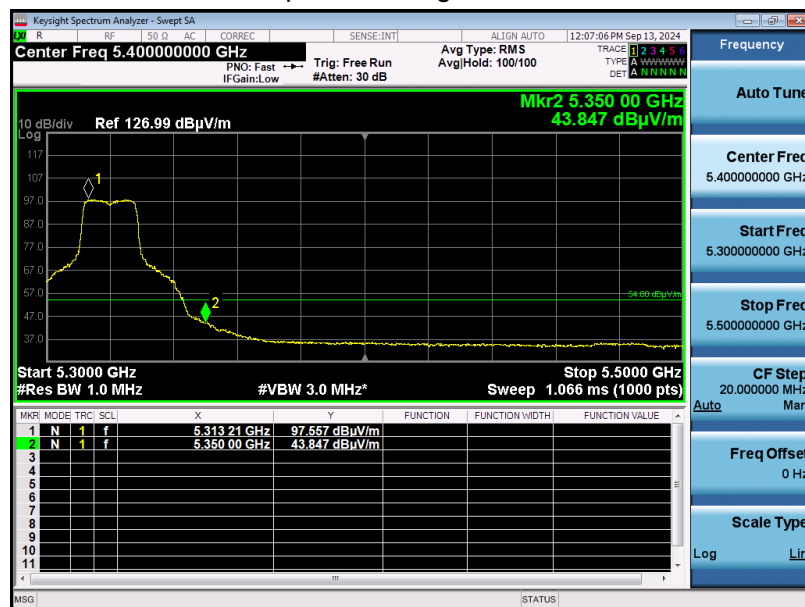 Keysight Spectrum Analyzer - Swept SA
LXI R RF 50 Ω AC CORREC SENSE:INT ALIGN AUTO 12:07:06 PM Sep 13, 2024
Center Freq 5.400000000 GHz
PNO: Fast
IFGain:Low
Trig: Free Run
#Atten: 30 dB
Avg Type: RMS
Avg|Hold: 100/100
TRACE 1 2 3 4 5 6
TYPE A WWWWW
DET A N N N N N
Mkr2 5.350 00 GHz
43.847 dBµV/m
10 dB/div Ref 126.99 dBµV/m
Log
117
107
97.0
87.0
77.0
67.0
57.0
47.0
37.0
1
2
54.00 dBµV/m
Start 5.3000 GHz Stop 5.5000 GHz
#Res BW 1.0 MHz #VBW 3.0 MHz* Sweep 1.066 ms (1000 pts)
MKR MODE TRC SCL X Y FUNCTION FUNCTION WIDTH FUNCTION VALUE
1 N 1 f 5.313 21 GHz 97.557 dBµV/m
2 N 1 f 5.350 00 GHz 43.847 dBµV/m
3
4
5
6
7
8
9
10
11
MSG STATUS
Frequency
Auto Tune
Center Freq
5.400000000 GHz
Start Freq
5.300000000 GHz
Stop Freq
5.500000000 GHz
CF Step
20.000000 MHz
Auto Man
Freq Offset
0 Hz
Scale Type
Log Lin